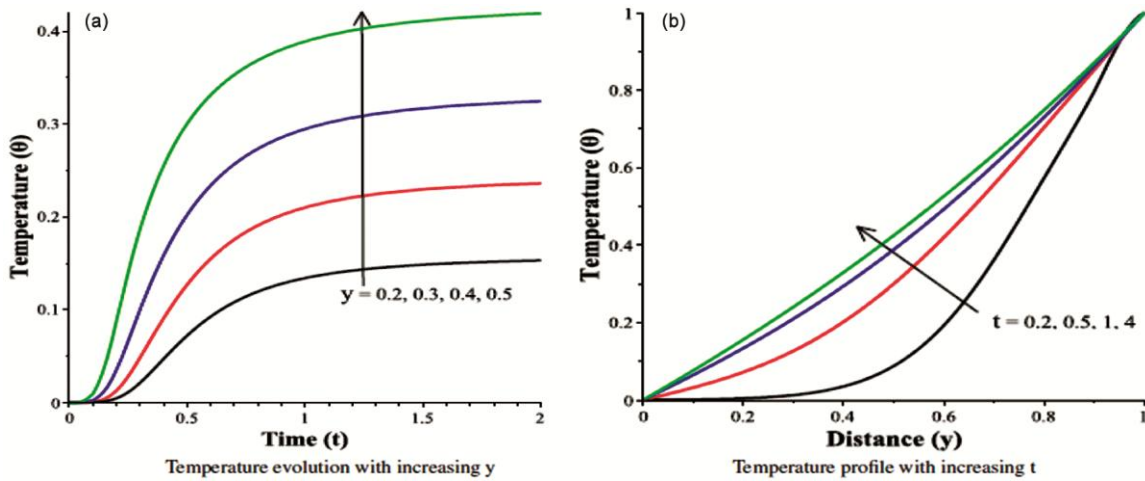 (a)
0.4
0.3
0.2
0.1
0
Temperature (θ)
y = 0.2, 0.3, 0.4, 0.5
0 0.5 1 1.5 2
Time (t)
Temperature evolution with increasing y
(b)
1
0.8
0.6
0.4
0.2
0
Temperature (θ)
t = 0.2, 0.5, 1, 4
0 0.2 0.4 0.6 0.8 1
Distance (y)
Temperature profile with increasing t